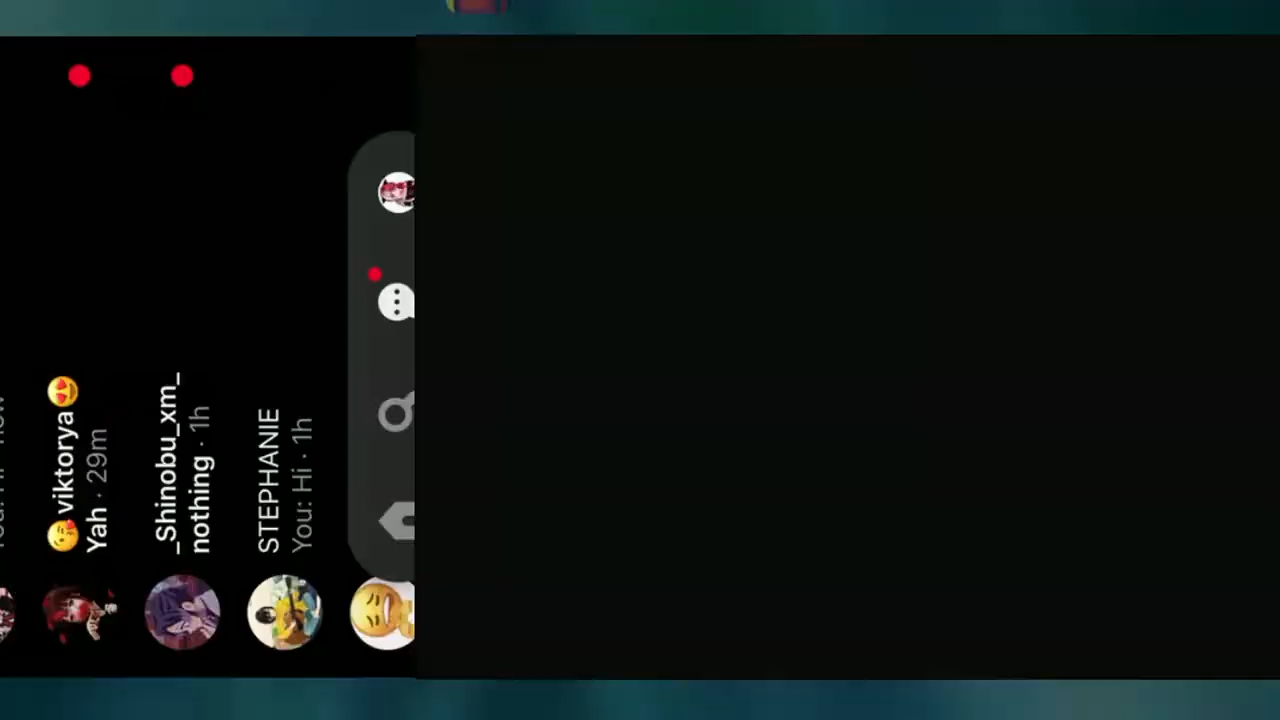 😘viktorya😍
Yah · 29m
_Shinobu_xm_
nothing · 1h
STEPHANIE
You: Hi · 1h